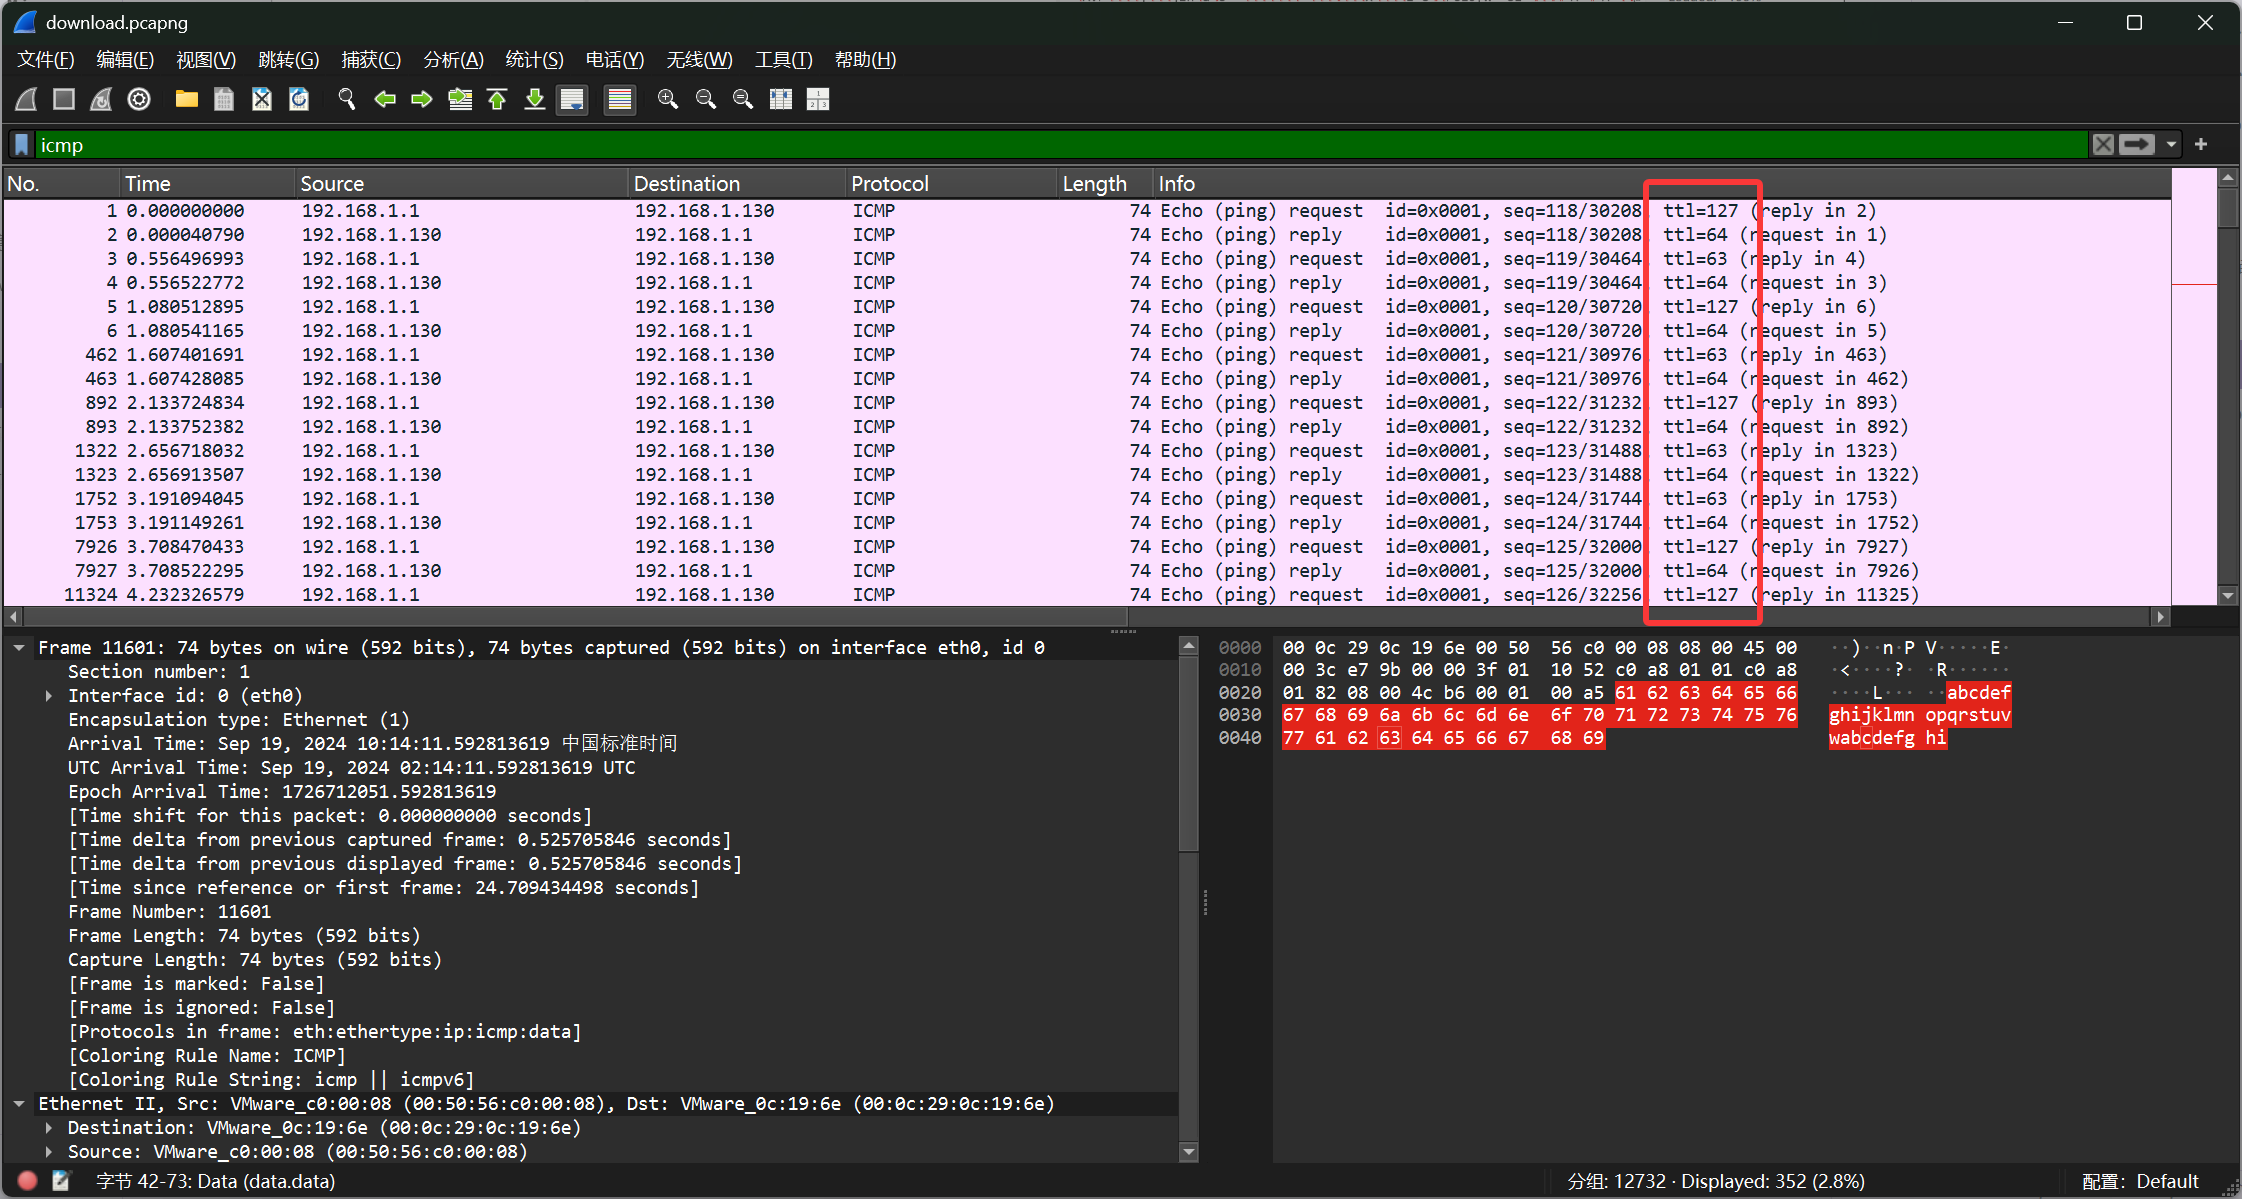 download.pcapng
文件(F) 编辑(E) 视图(V) 跳转(G) 捕获(C) 分析(A) 统计(S) 电话(Y) 无线(W) 工具(T) 帮助(H)
icmp
No. Time Source Destination Protocol Length Info
1 0.000000000 192.168.1.1 192.168.1.130 ICMP 74 Echo (ping) request id=0x0001, seq=118/30208 ttl=127 (reply in 2)
2 0.000040790 192.168.1.130 192.168.1.1 ICMP 74 Echo (ping) reply id=0x0001, seq=118/30208 ttl=64 (request in 1)
3 0.556496993 192.168.1.1 192.168.1.130 ICMP 74 Echo (ping) request id=0x0001, seq=119/30464 ttl=63 (reply in 4)
4 0.556522772 192.168.1.130 192.168.1.1 ICMP 74 Echo (ping) reply id=0x0001, seq=119/30464 ttl=64 (request in 3)
5 1.080512895 192.168.1.1 192.168.1.130 ICMP 74 Echo (ping) request id=0x0001, seq=120/30720 ttl=127 (reply in 6)
6 1.080541165 192.168.1.130 192.168.1.1 ICMP 74 Echo (ping) reply id=0x0001, seq=120/30720 ttl=64 (request in 5)
462 1.607401691 192.168.1.1 192.168.1.130 ICMP 74 Echo (ping) request id=0x0001, seq=121/30976 ttl=63 (reply in 463)
463 1.607428085 192.168.1.130 192.168.1.1 ICMP 74 Echo (ping) reply id=0x0001, seq=121/30976 ttl=64 (request in 462)
892 2.133724834 192.168.1.1 192.168.1.130 ICMP 74 Echo (ping) request id=0x0001, seq=122/31232 ttl=127 (reply in 893)
893 2.133752382 192.168.1.130 192.168.1.1 ICMP 74 Echo (ping) reply id=0x0001, seq=122/31232 ttl=64 (request in 892)
1322 2.656718032 192.168.1.1 192.168.1.130 ICMP 74 Echo (ping) request id=0x0001, seq=123/31488 ttl=63 (reply in 1323)
1323 2.656913507 192.168.1.130 192.168.1.1 ICMP 74 Echo (ping) reply id=0x0001, seq=123/31488 ttl=64 (request in 1322)
1752 3.191094045 192.168.1.1 192.168.1.130 ICMP 74 Echo (ping) request id=0x0001, seq=124/31744 ttl=63 (reply in 1753)
1753 3.191149261 192.168.1.130 192.168.1.1 ICMP 74 Echo (ping) reply id=0x0001, seq=124/31744 ttl=64 (request in 1752)
7926 3.708470433 192.168.1.1 192.168.1.130 ICMP 74 Echo (ping) request id=0x0001, seq=125/32000 ttl=127 (reply in 7927)
7927 3.708522295 192.168.1.130 192.168.1.1 ICMP 74 Echo (ping) reply id=0x0001, seq=125/32000 ttl=64 (request in 7926)
11324 4.232326579 192.168.1.1 192.168.1.130 ICMP 74 Echo (ping) request id=0x0001, seq=126/32256 ttl=127 (reply in 11325)
Frame 11601: 74 bytes on wire (592 bits), 74 bytes captured (592 bits) on interface eth0, id 0
Section number: 1
Interface id: 0 (eth0)
Encapsulation type: Ethernet (1)
Arrival Time: Sep 19, 2024 10:14:11.592813619 中国标准时间
UTC Arrival Time: Sep 19, 2024 02:14:11.592813619 UTC
Epoch Arrival Time: 1726712051.592813619
[Time shift for this packet: 0.000000000 seconds]
[Time delta from previous captured frame: 0.525705846 seconds]
[Time delta from previous displayed frame: 0.525705846 seconds]
[Time since reference or first frame: 24.709434498 seconds]
Frame Number: 11601
Frame Length: 74 bytes (592 bits)
Capture Length: 74 bytes (592 bits)
[Frame is marked: False]
[Frame is ignored: False]
[Protocols in frame: eth:ethertype:ip:icmp:data]
[Coloring Rule Name: ICMP]
[Coloring Rule String: icmp || icmpv6]
Ethernet II, Src: VMware_c0:00:08 (00:50:56:c0:00:08), Dst: VMware_0c:19:6e (00:0c:29:0c:19:6e)
Destination: VMware_0c:19:6e (00:0c:29:0c:19:6e)
Source: VMware_c0:00:08 (00:50:56:c0:00:08)
0000 00 0c 29 0c 19 6e 00 50 56 c0 00 08 08 00 45 00 ··)··n·P V·····E·
0010 00 3c e7 9b 00 00 3f 01 10 52 c0 a8 01 01 c0 a8 ·<····?· ·R······
0020 01 82 08 00 4c b6 00 01 00 a5 61 62 63 64 65 66 ····L··· ··abcdef
0030 67 68 69 6a 6b 6c 6d 6e 6f 70 71 72 73 74 75 76 ghijklmn opqrstuv
0040 77 61 62 63 64 65 66 67 68 69 wabcdefg hi
字节 42-73: Data (data.data)
分组: 12732 · Displayed: 352 (2.8%)
配置: Default